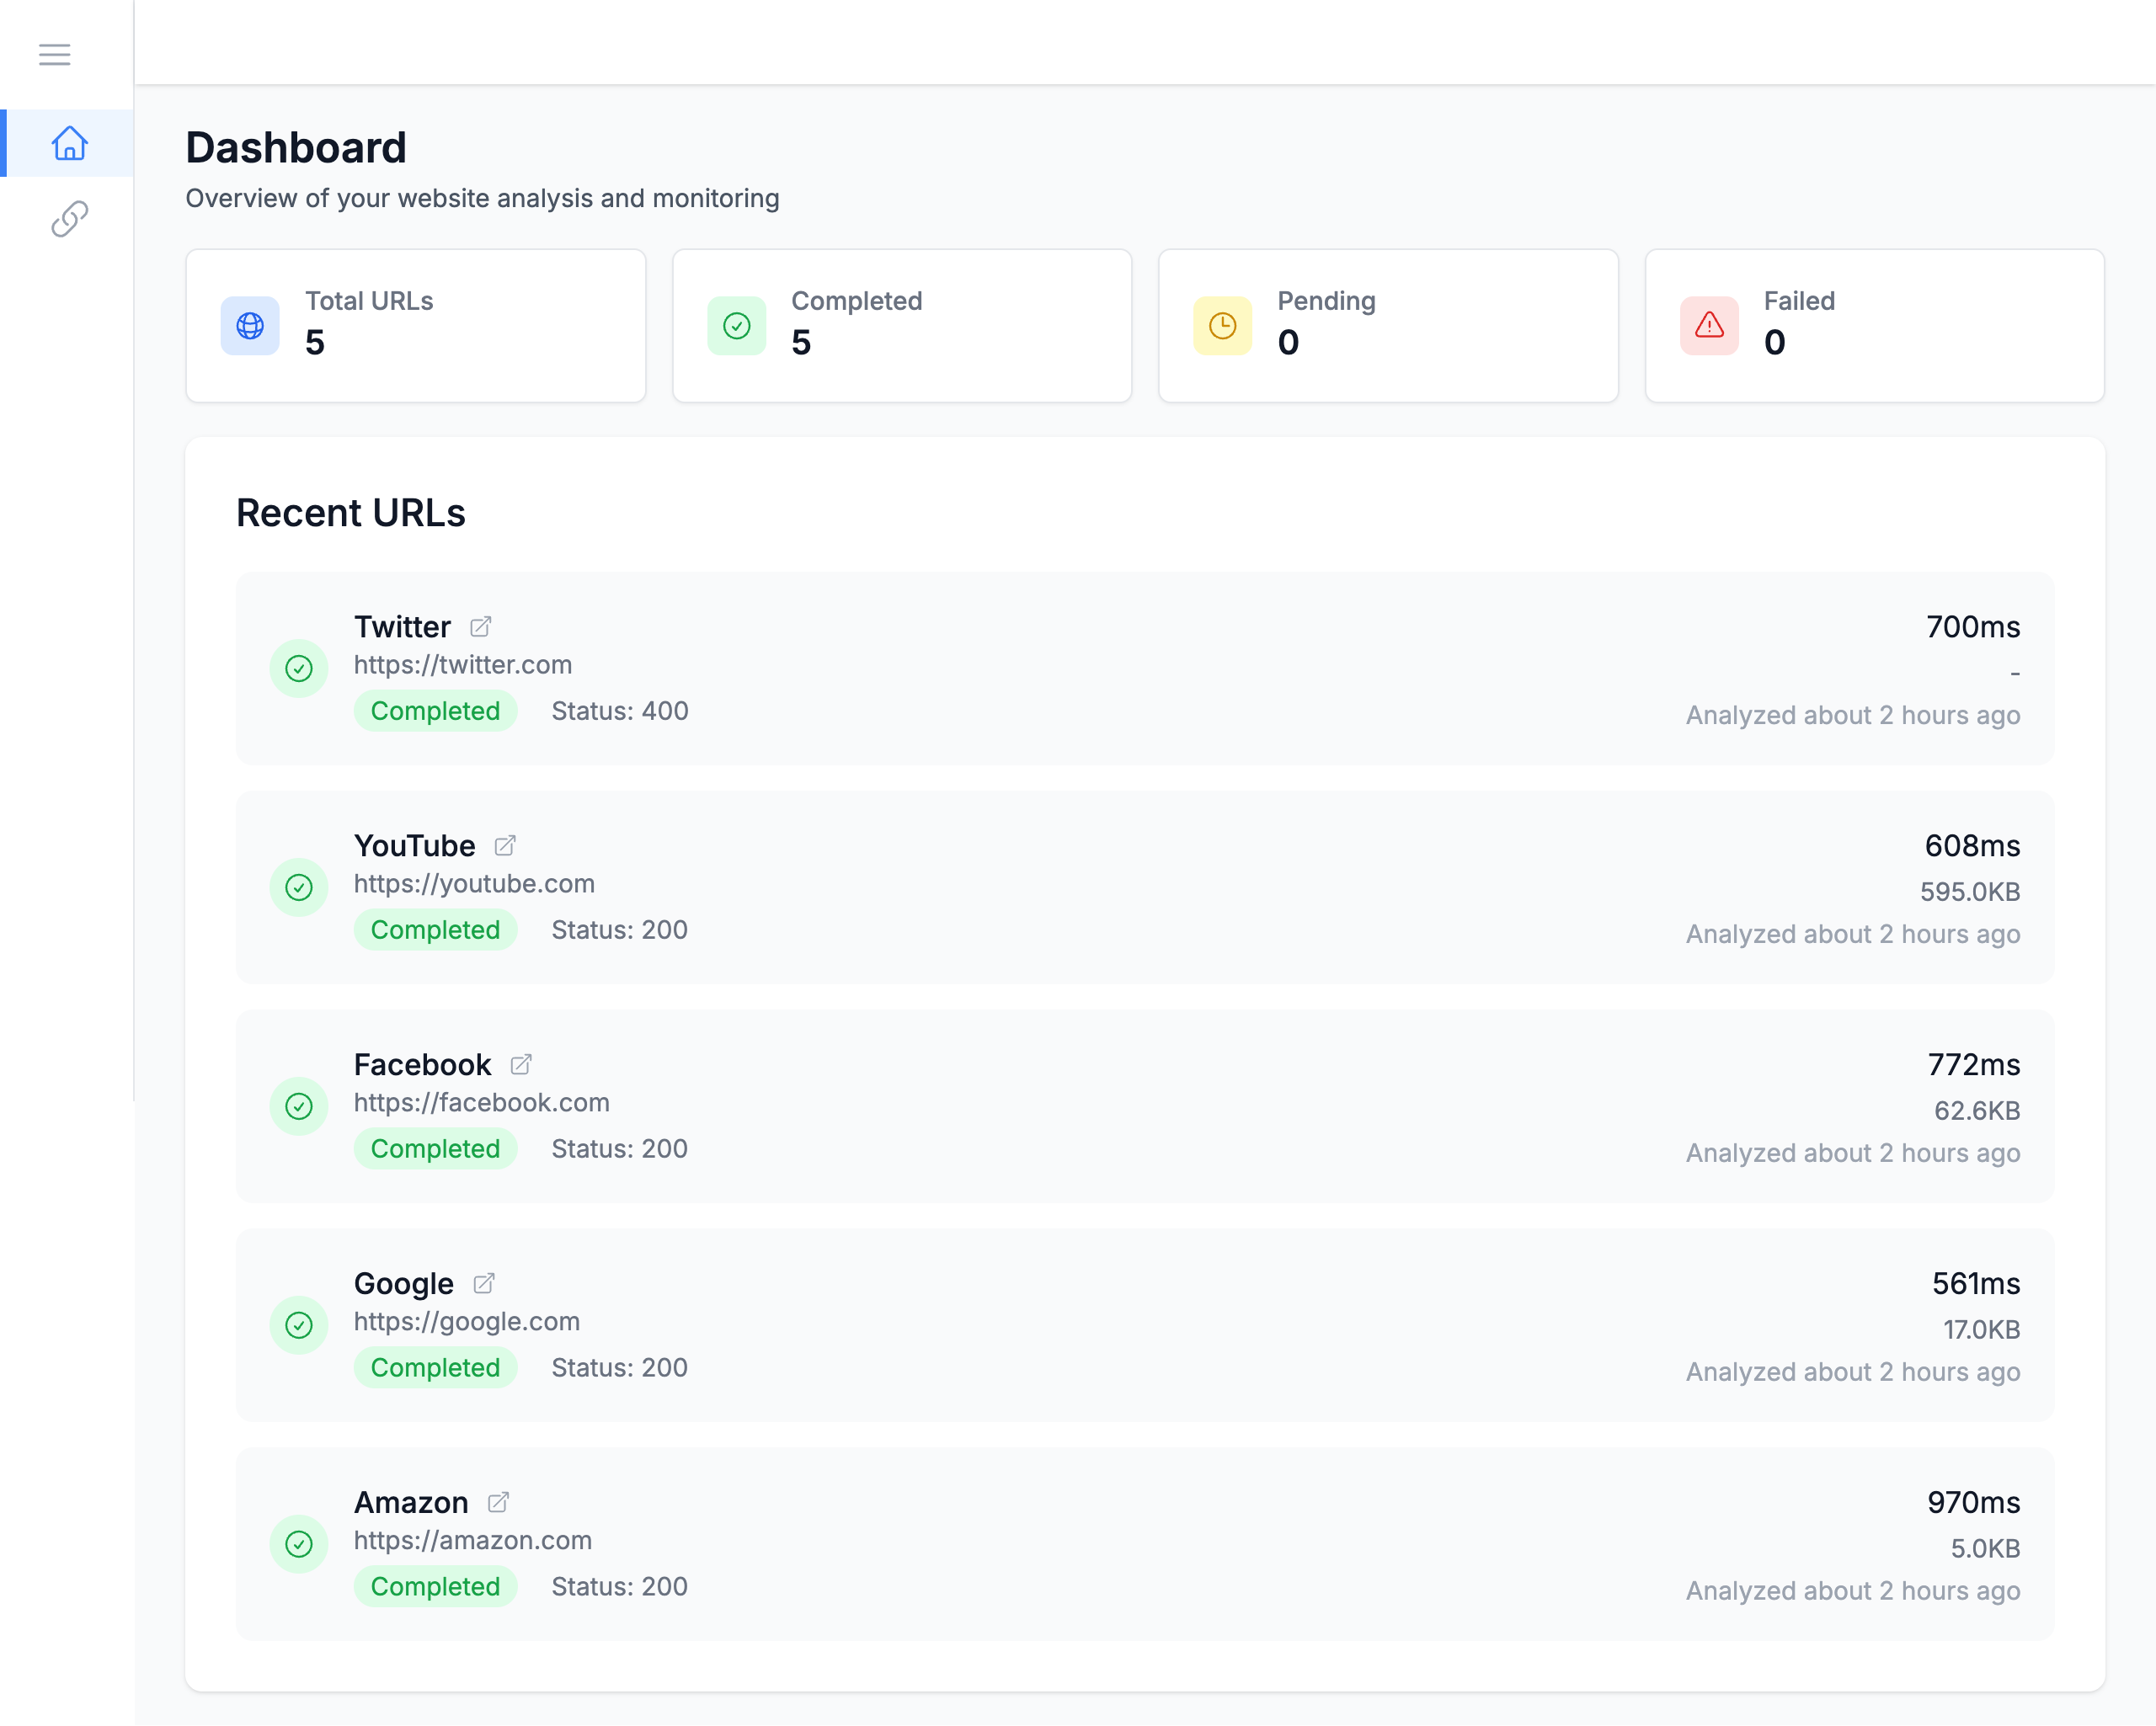 Dashboard
Overview of your website analysis and monitoring
Total URLs
5
Completed
5
Pending
0
Failed
0
Recent URLs
Twitter
https://twitter.com
Completed Status: 400
700ms
-
Analyzed about 2 hours ago
YouTube
https://youtube.com
Completed Status: 200
608ms
595.0KB
Analyzed about 2 hours ago
Facebook
https://facebook.com
Completed Status: 200
772ms
62.6KB
Analyzed about 2 hours ago
Google
https://google.com
Completed Status: 200
561ms
17.0KB
Analyzed about 2 hours ago
Amazon
https://amazon.com
Completed Status: 200
970ms
5.0KB
Analyzed about 2 hours ago